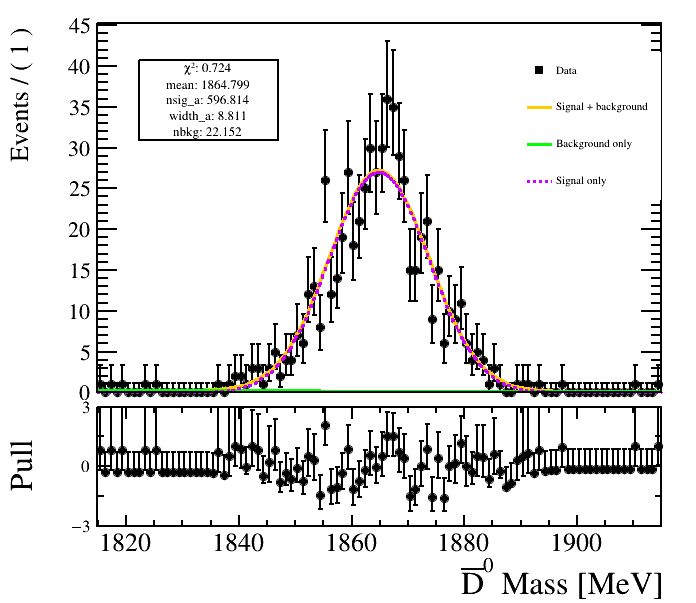 Events / ( 1 )
45
40
35
30
25
20
15
10
5
0
χ²: 0.724
mean: 1864.799
nsig_a: 596.814
width_a: 8.811
nbkg: 22.152
Data
Signal + background
Background only
Signal only
Pull
3
0
−3
1820 1840 1860 1880 1900
D̅⁰ Mass [MeV]